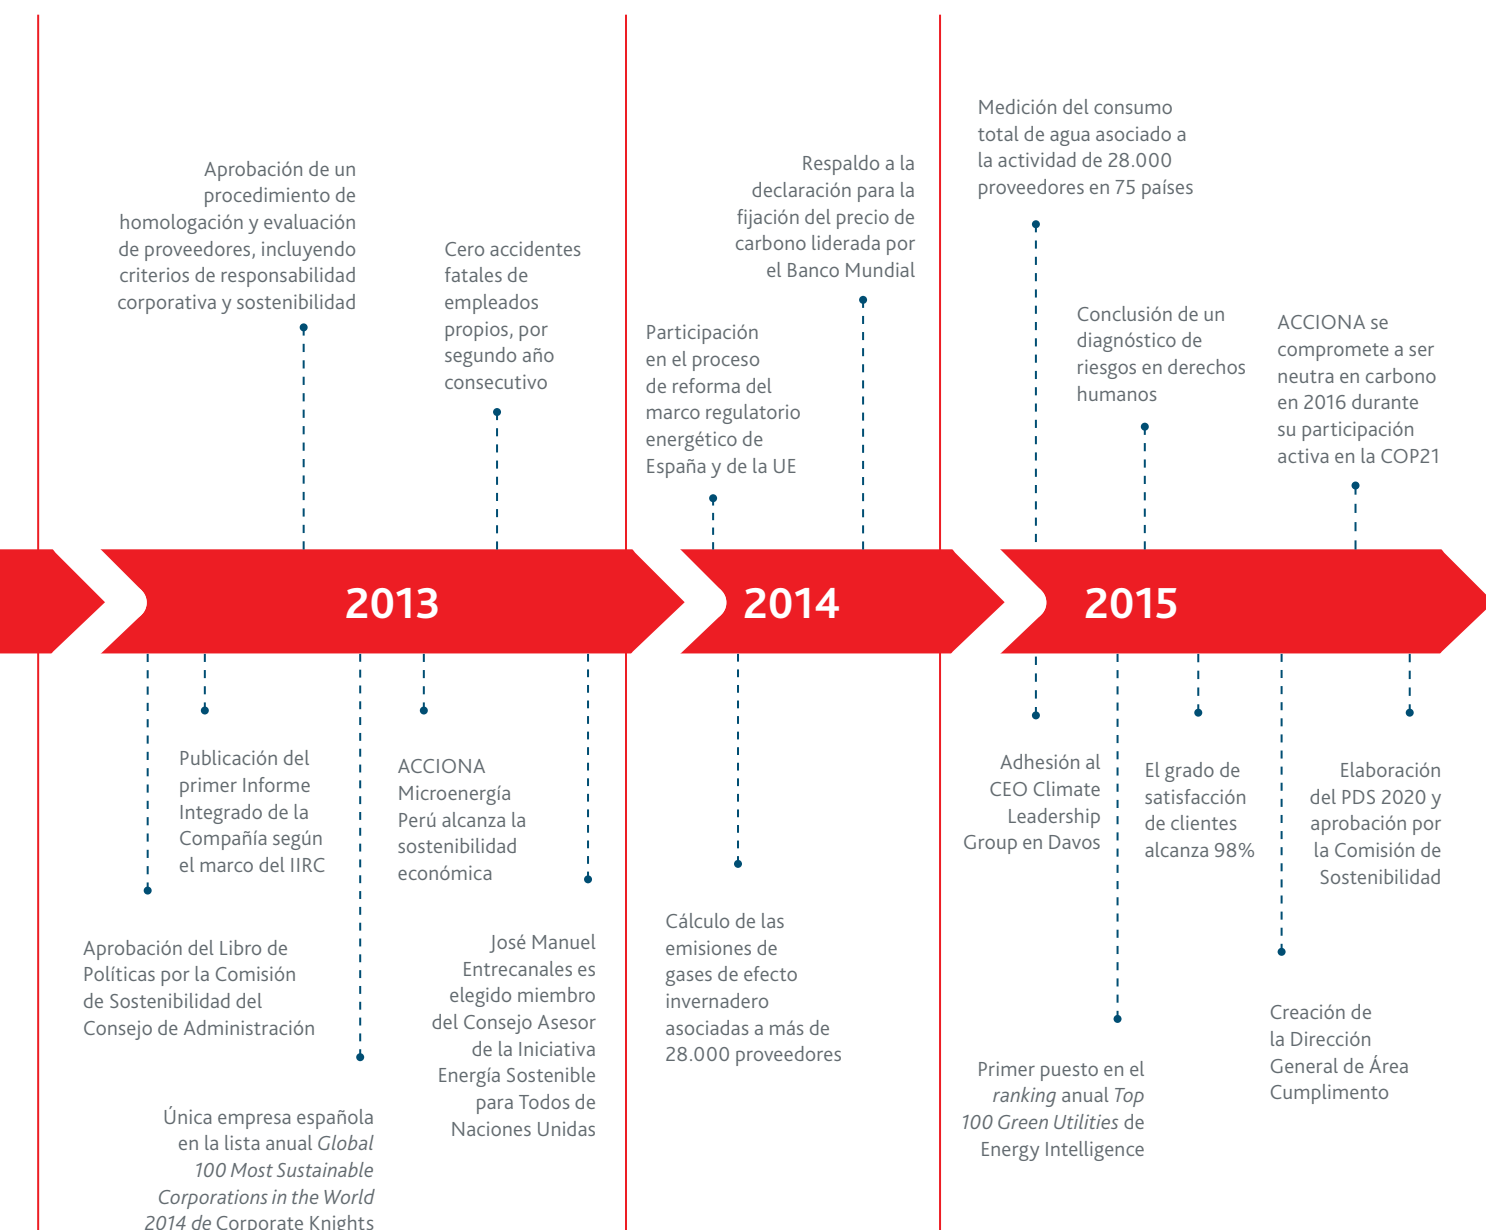 Aprobación de un
procedimiento de
homologación y evaluación
de proveedores, incluyendo
criterios de responsabilidad
corporativa y sostenibilidad
Cero accidentes
fatales de
empleados
propios, por
segundo año
consecutivo
2013
Aprobación del Libro de
Políticas por la Comisión
de Sostenibilidad del
Consejo de Administración
Publicación del
primer Informe
Integrado de la
Compañía según
el marco del IIRC
Única empresa española
en la lista anual Global
100 Most Sustainable
Corporations in the World
2014 de Corporate Knights
ACCIONA
Microenergía
Perú alcanza la
sostenibilidad
económica
José Manuel
Entrecanales es
elegido miembro
del Consejo Asesor
de la Iniciativa
Energía Sostenible
para Todos de
Naciones Unidas
Participación
en el proceso
de reforma del
marco regulatorio
energético de
España y de la UE
Respaldo a la
declaración para la
fijación del precio de
carbono liderada por
el Banco Mundial
2014
Cálculo de las
emisiones de
gases de efecto
invernadero
asociadas a más de
28.000 proveedores
Medición del consumo
total de agua asociado a
la actividad de 28.000
proveedores en 75 países
Conclusión de un
diagnóstico de
riesgos en derechos
humanos
ACCIONA se
compromete a ser
neutra en carbono
en 2016 durante
su participación
activa en la COP21
2015
Adhesión al
CEO Climate
Leadership
Group en Davos
Primer puesto en el
ranking anual Top
100 Green Utilities de
Energy Intelligence
El grado de
satisfacción
de clientes
alcanza 98%
Creación de
la Dirección
General de Área
Cumplimento
Elaboración
del PDS 2020 y
aprobación por
la Comisión de
Sostenibilidad